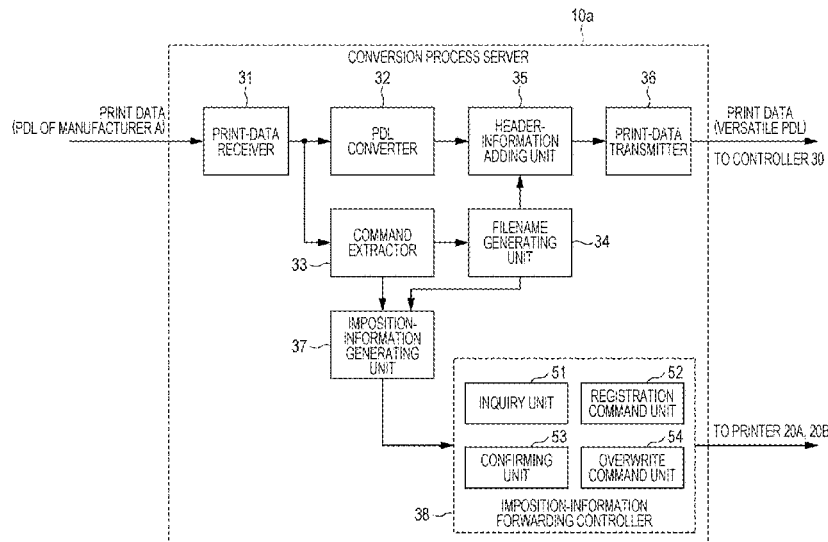 10a
CONVERSION PROCESS SERVER
31
32
35
36
PRINT DATA
(PDL OF MANUFACTURER A)
PRINT-DATA
RECEIVER
PDL
CONVERTER
HEADER-
INFORMATION
ADDING UNIT
PRINT-DATA
TRANSMITTER
PRINT DATA
(VERSATILE PDL)
TO CONTROLLER 30
COMMAND
EXTRACTOR
33
FILENAME
GENERATING
UNIT
34
IMPOSITION-
INFORMATION
GENERATING
UNIT
37
51
52
INQUIRY UNIT
REGISTRATION
COMMAND UNIT
53
54
CONFIRMING
UNIT
OVERWRITE
COMMAND UNIT
TO PRINTER 20A, 20B
38
IMPOSITION-INFORMATION
FORWARDING CONTROLLER